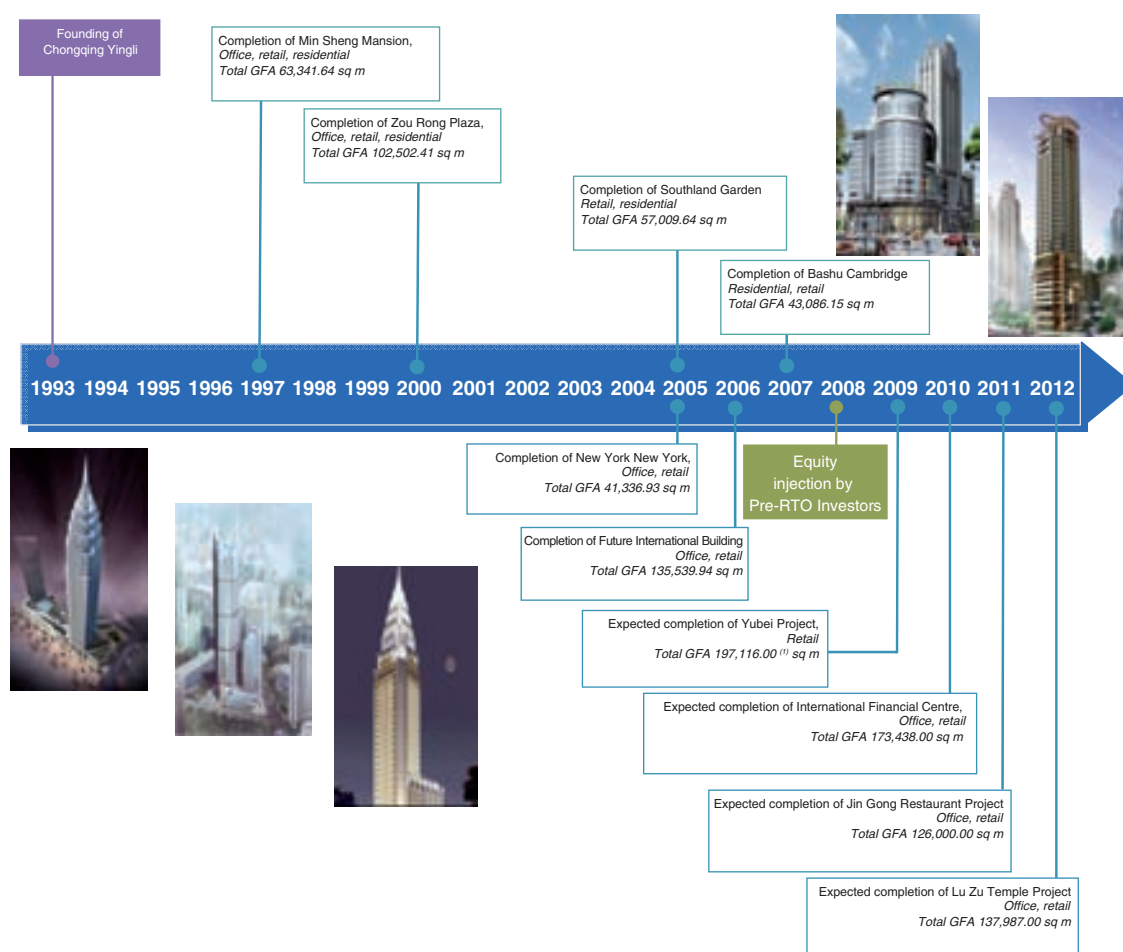 Founding of
Chongqing Yingli
Completion of Min Sheng Mansion,
Office, retail, residential
Total GFA 63,341.64 sq m
Completion of Zou Rong Plaza,
Office, retail, residential
Total GFA 102,502.41 sq m
Completion of Southland Garden
Retail, residential
Total GFA 57,009.64 sq m
Completion of Bashu Cambridge
Residential, retail
Total GFA 43,086.15 sq m
1993 1994 1995 1996 1997 1998 1999 2000 2001 2002 2003 2004 2005 2006 2007 2008 2009 2010 2011 2012
Completion of New York New York,
Office, retail
Total GFA 41,336.93 sq m
Equity
injection by
Pre-RTO Investors
Completion of Future International Building
Office, retail
Total GFA 135,539.94 sq m
Expected completion of Yubei Project,
Retail
Total GFA 197,116.00 (1) sq m
Expected completion of International Financial Centre,
Office, retail
Total GFA 173,438.00 sq m
Expected completion of Jin Gong Restaurant Project
Office, retail
Total GFA 126,000.00 sq m
Expected completion of Lu Zu Temple Project
Office, retail
Total GFA 137,987.00 sq m